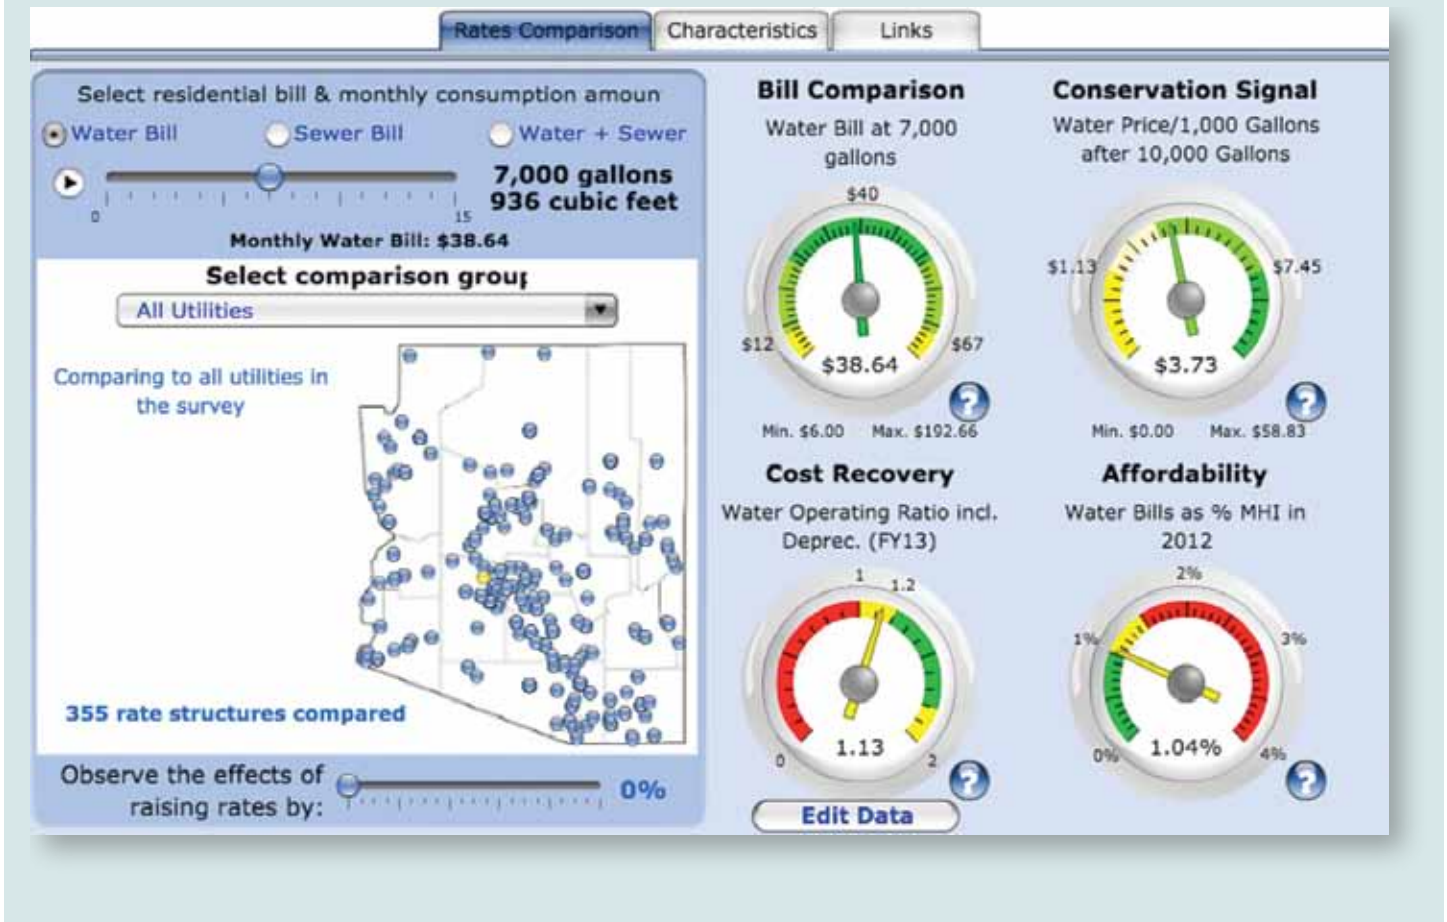 Rates Comparison
Characteristics
Links
Select residential bill & monthly consumption amoun
Water Bill
Sewer Bill
Water + Sewer
7,000 gallons
936 cubic feet
0
15
Monthly Water Bill: $38.64
Select comparison grou
All Utilities
Comparing to all utilities in
the survey
355 rate structures compared
Observe the effects of
raising rates by:
0%
Bill Comparison
Water Bill at 7,000
gallons
$40
$12
$67
$38.64
?
Min. $6.00
Max. $192.66
Conservation Signal
Water Price/1,000 Gallons
after 10,000 Gallons
$1.13
$7.45
$3.73
?
Min. $0.00
Max. $58.83
Cost Recovery
Water Operating Ratio incl.
Deprec. (FY13)
1
1.2
0
2
1.13
?
Edit Data
Affordability
Water Bills as % MHI in
2012
2%
1%
3%
0%
4%
1.04%
?